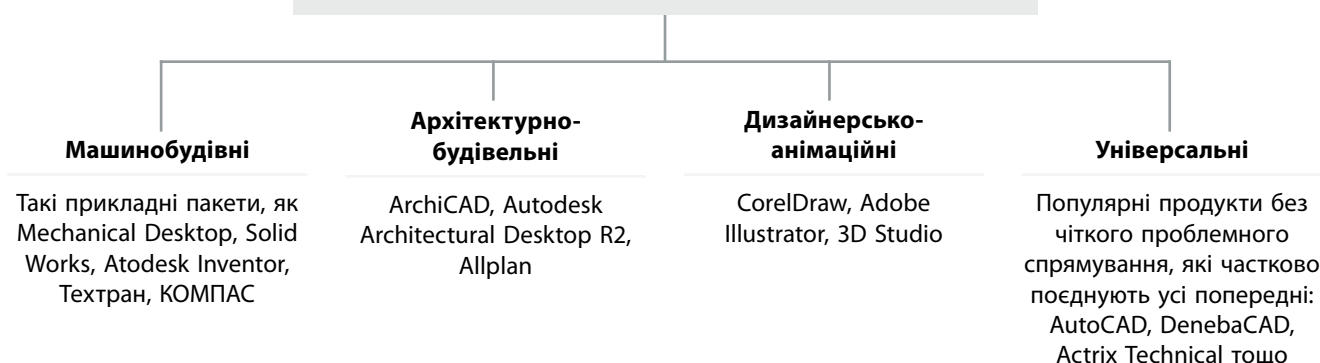 Машинобудівні
Такі прикладні пакети, як
Mechanical Desktop, Solid
Works, Atodesk Inventor,
Техтран, КОМПАС
Архітектурно-
будівельні
ArchiCAD, Autodesk
Architectural Desktop R2,
Allplan
Дизайнерсько-
анімаційні
CorelDraw, Adobe
Illustrator, 3D Studio
Універсальні
Популярні продукти без
чіткого проблемного
спрямування, які частково
поєднують усі попередні:
AutoCAD, DenebaCAD,
Actrix Technical тощо